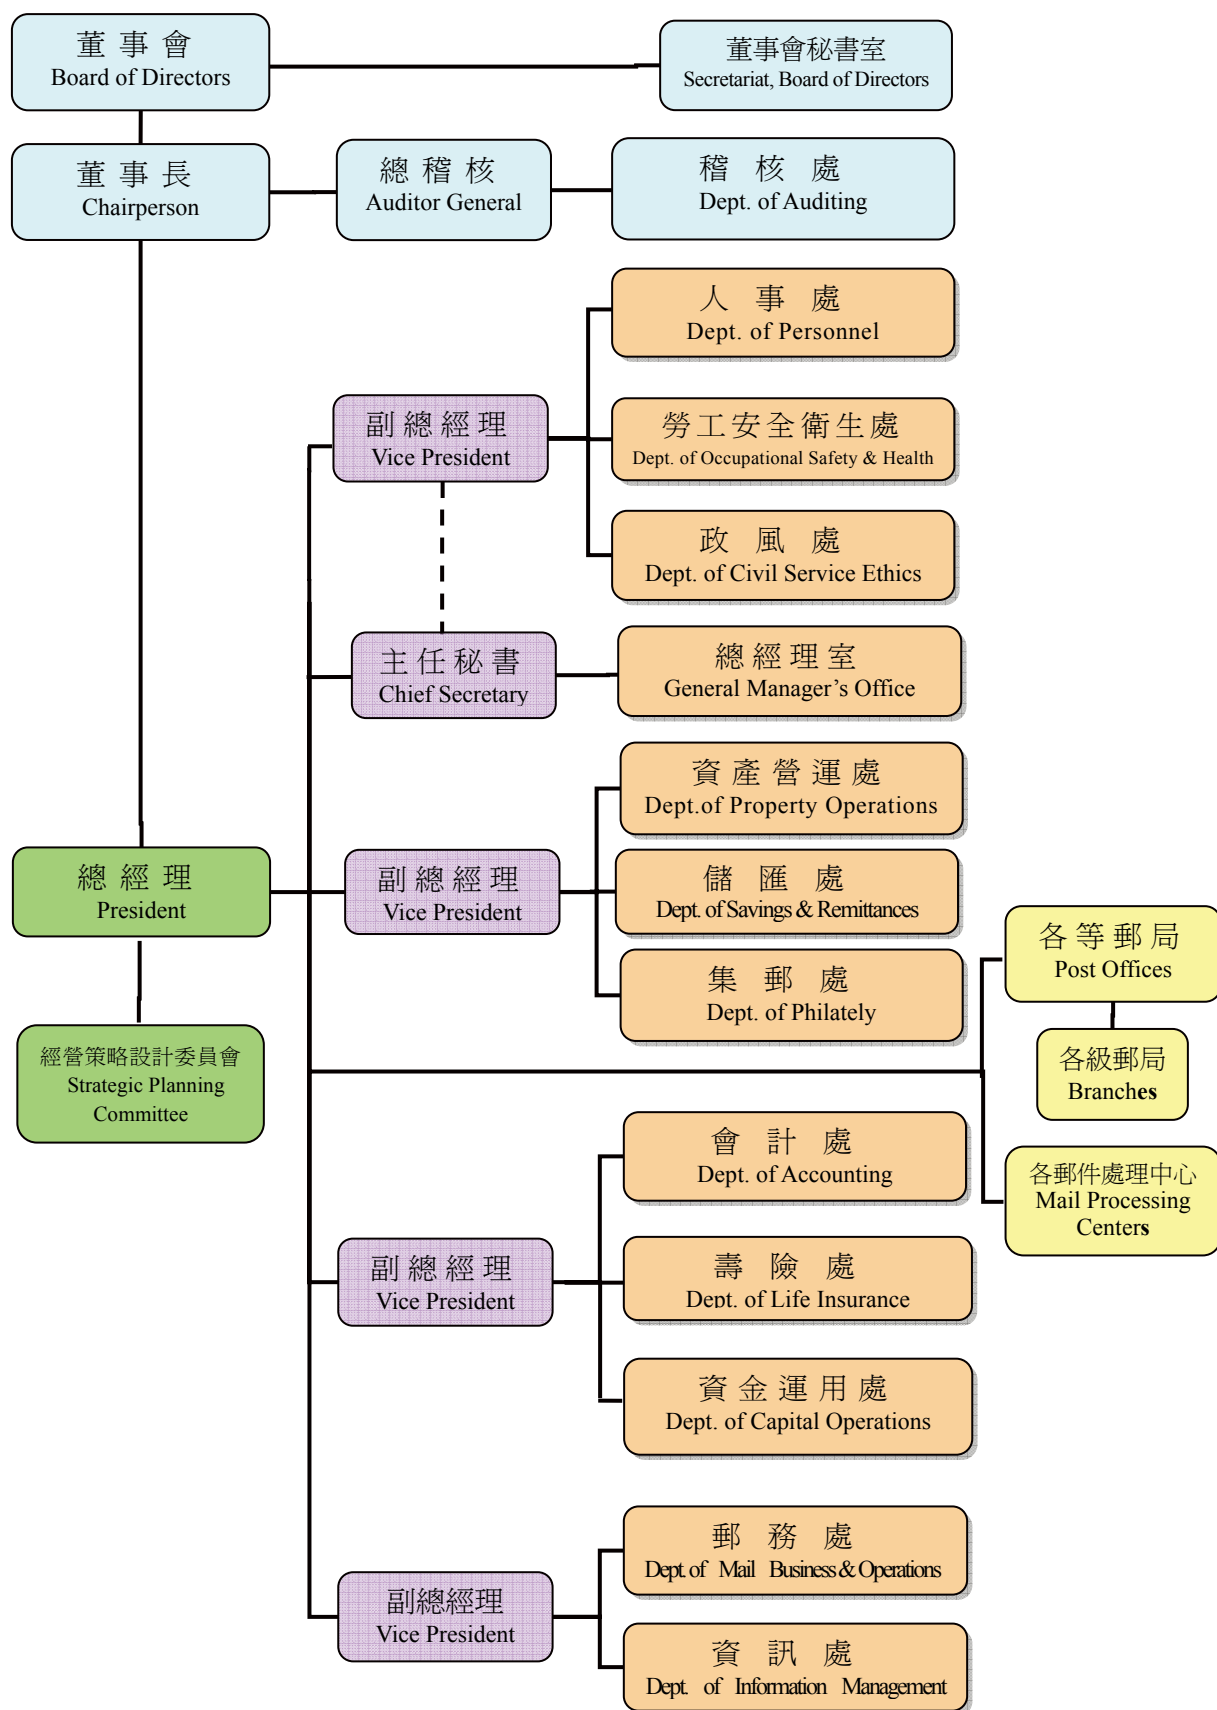 董事會
Board of Directors
董事會秘書室
Secretariat, Board of Directors
董事長
Chairperson
總稽核
Auditor General
稽核處
Dept. of Auditing
人事處
Dept. of Personnel
副總經理
Vice President
勞工安全衛生處
Dept. of Occupational Safety & Health
政風處
Dept. of Civil Service Ethics
主任秘書
Chief Secretary
總經理室
General Manager’s Office
資產營運處
Dept.of Property Operations
總經理
President
副總經理
Vice President
儲匯處
Dept. of Savings & Remittances
集郵處
Dept. of Philately
各等郵局
Post Offices
經營策略設計委員會
Strategic Planning
Committee
各級郵局
Branches
會計處
Dept. of Accounting
各郵件處理中心
Mail Processing
Centers
副總經理
Vice President
壽險處
Dept. of Life Insurance
資金運用處
Dept. of Capital Operations
郵務處
Dept. of Mail Business & Operations
副總經理
Vice President
資訊處
Dept. of Information Management